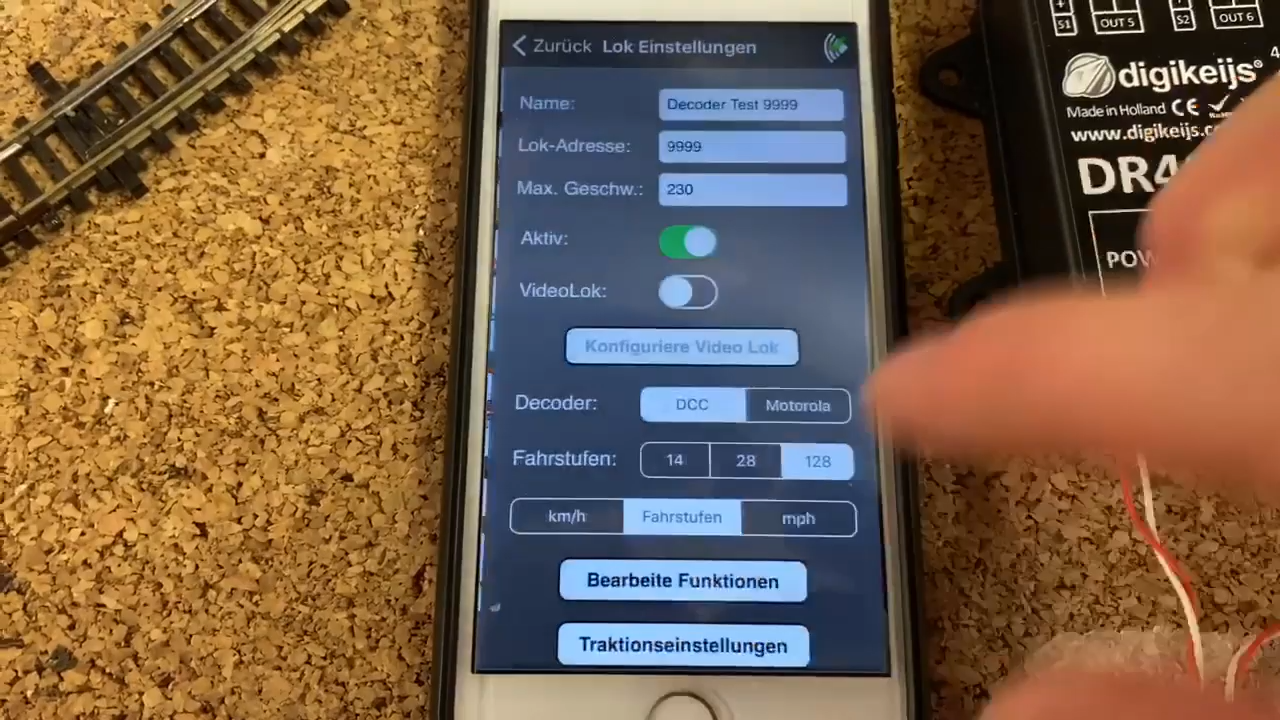 Zurück Lok Einstellungen
Name: Decoder Test 9999
Lok-Adresse: 9999
Max. Geschw.: 230
Aktiv:
VideoLok:
Konfiguriere Video Lok
Decoder: DCC Motorola
Fahrstufen: 14 28 128
km/h Fahrstufen mph
Bearbeite Funktionen
Traktionseinstellungen
S1 OUT 5 S2 OUT 6
digikeijs®
Made in Holland CE
www.digikeijs